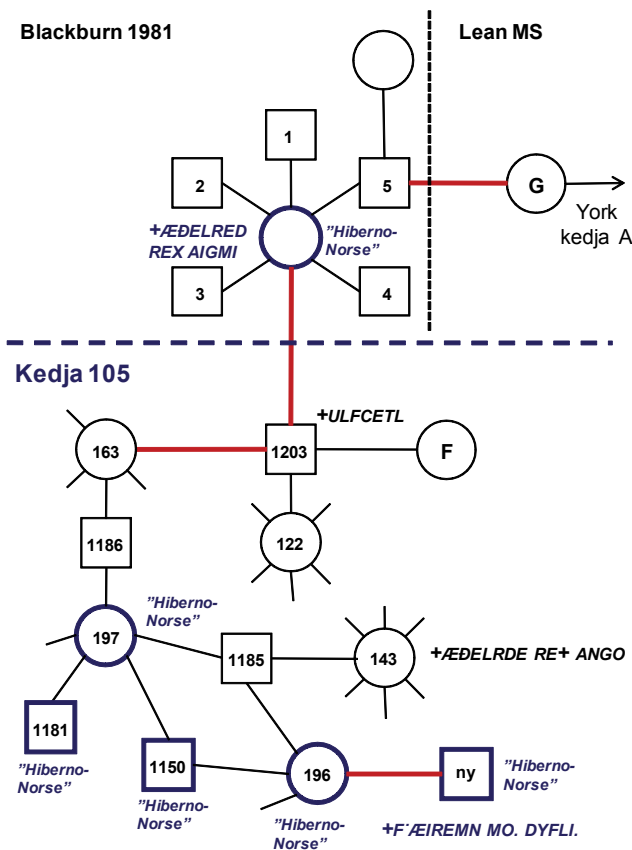 Blackburn 1981
Lean MS
1
2
5
G
+ÆÐELRED
REX AIGMI
"Hiberno-
Norse"
York
kedja A
3
4
Kedja 105
+ULFCETL
163
1203
F
1186
122
"Hiberno-
Norse"
197
1185
143
+ÆÐELRDE RE+ ANGO
1181
"Hiberno-
Norse"
1150
"Hiberno-
Norse"
196
"Hiberno-
Norse"
ny
"Hiberno-
Norse"
+F˙ÆIREMN MO. DYFLI.